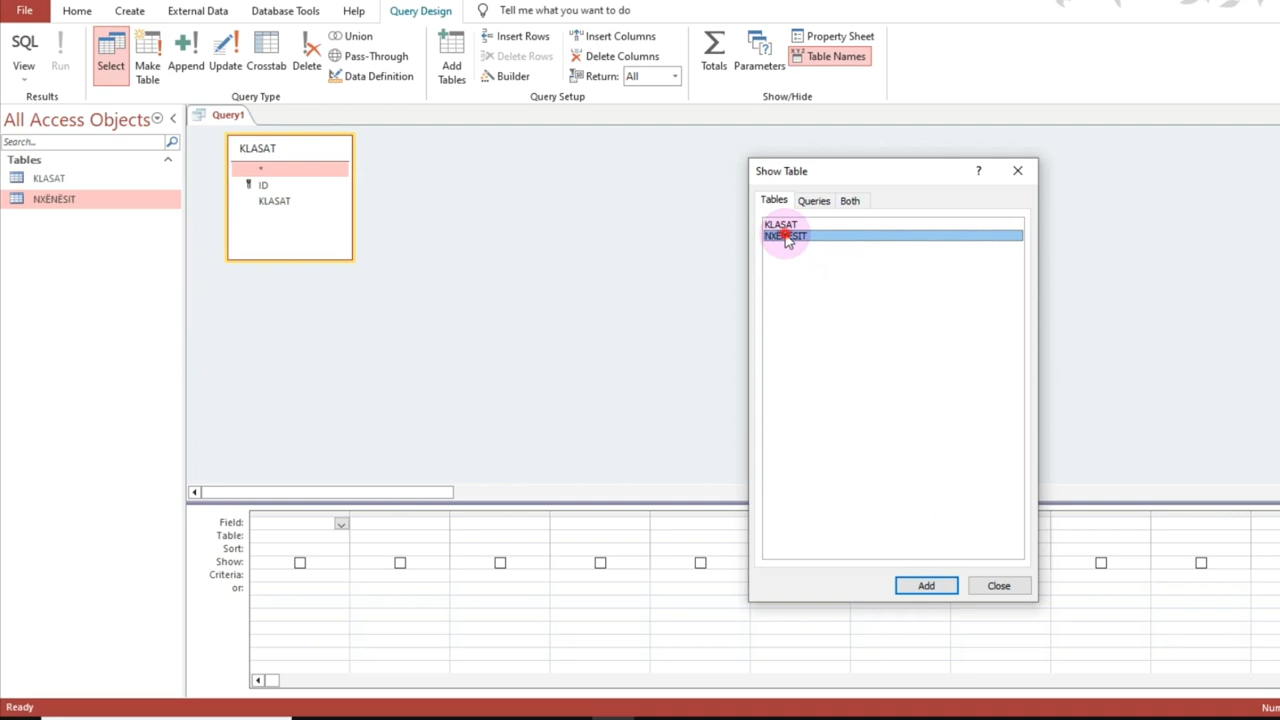 File Home Create External Data Database Tools Help Query Design Tell me what you want to do
SQL View
Run
Results
Select
Make Table
Append
Update
Crosstab
Delete
Union
Pass-Through
Data Definition
Query Type
Add Tables
Insert Rows
Delete Rows
Builder
Insert Columns
Delete Columns
Return: All
Query Setup
Totals
Parameters
Property Sheet
XYZ Table Names
Show/Hide
All Access Objects
Search...
Tables
KLASAT
NXËNËSIT
Query1
KLASAT
*
ID
KLASAT
Show Table ?
Tables Queries Both
KLASAT
NXËNËSIT
Add Close
Field:
Table:
Sort:
Show:
Criteria:
or:
Ready
Num